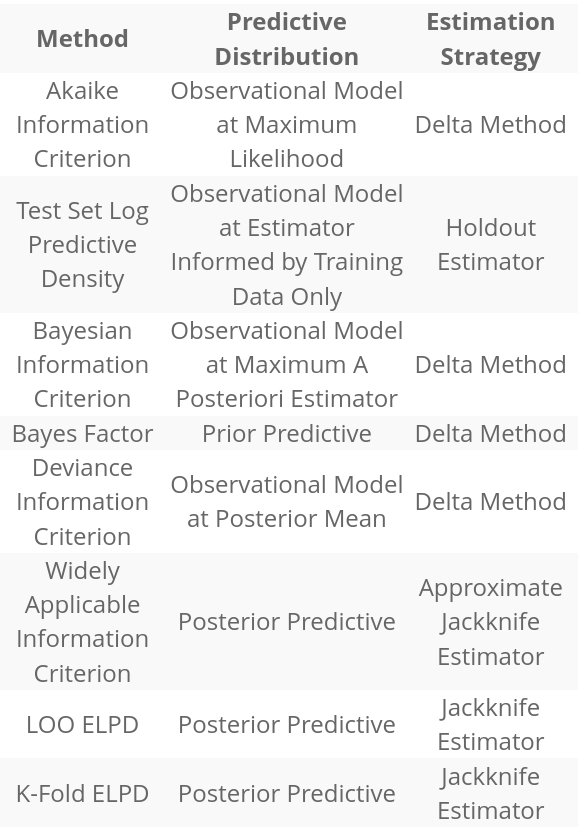 Method
Predictive
Distribution
Estimation
Strategy
Akaike
Information
Criterion
Observational Model
at Maximum
Likelihood
Delta Method
Test Set Log
Predictive
Density
Observational Model
at Estimator
Informed by Training
Data Only
Holdout
Estimator
Bayesian
Information
Criterion
Observational Model
at Maximum A
Posteriori Estimator
Delta Method
Bayes Factor
Prior Predictive
Delta Method
Deviance
Information
Criterion
Observational Model
at Posterior Mean
Delta Method
Widely
Applicable
Information
Criterion
Posterior Predictive
Approximate
Jackknife
Estimator
LOO ELPD
Posterior Predictive
Jackknife
Estimator
K-Fold ELPD
Posterior Predictive
Jackknife
Estimator